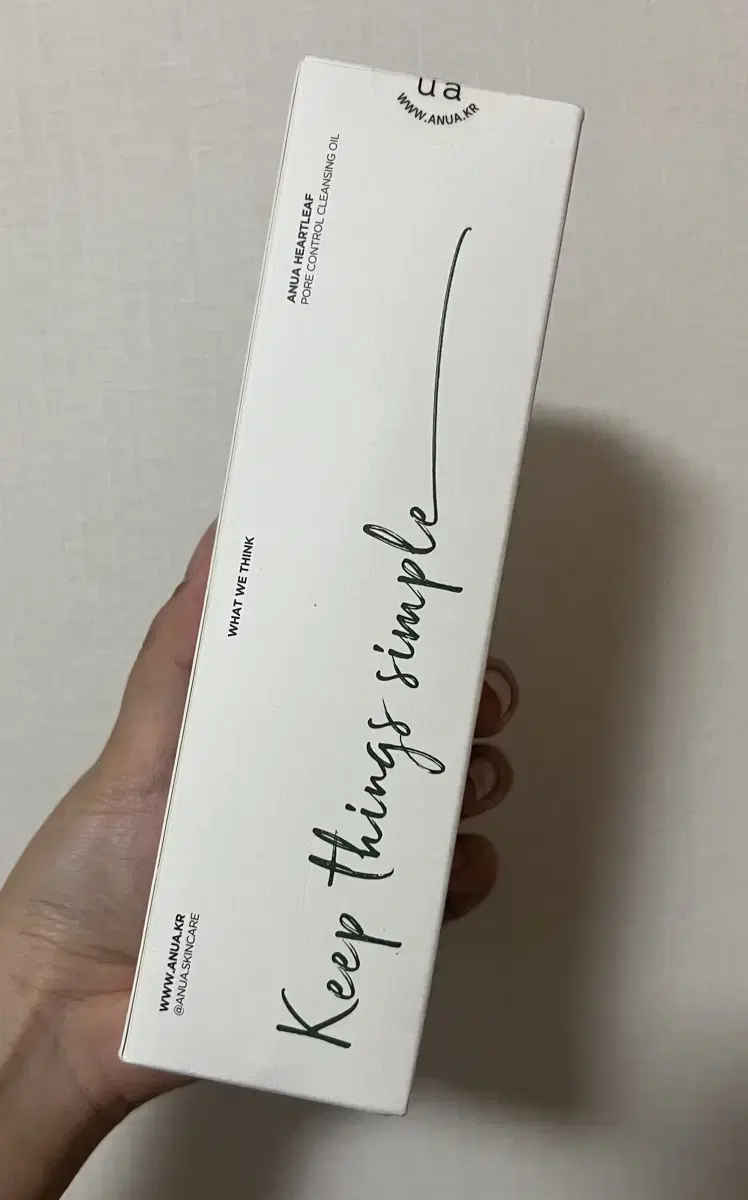 ua
WWW.ANUA.KR
ANUA HEARTLEAF
PORE CONTROL CLEANSING OIL
WHAT WE THINK
WWW.ANUA.KR
@ANUA.SKINCARE
Keep things simple